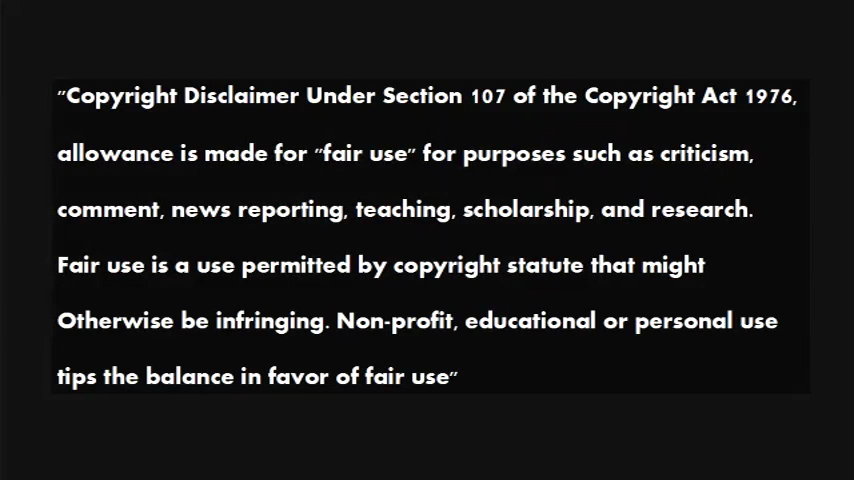 "Copyright Disclaimer Under Section 107 of the Copyright Act 1976,
allowance is made for "fair use" for purposes such as criticism,
comment, news reporting, teaching, scholarship, and research.
Fair use is a use permitted by copyright statute that might
Otherwise be infringing. Non-profit, educational or personal use
tips the balance in favor of fair use"